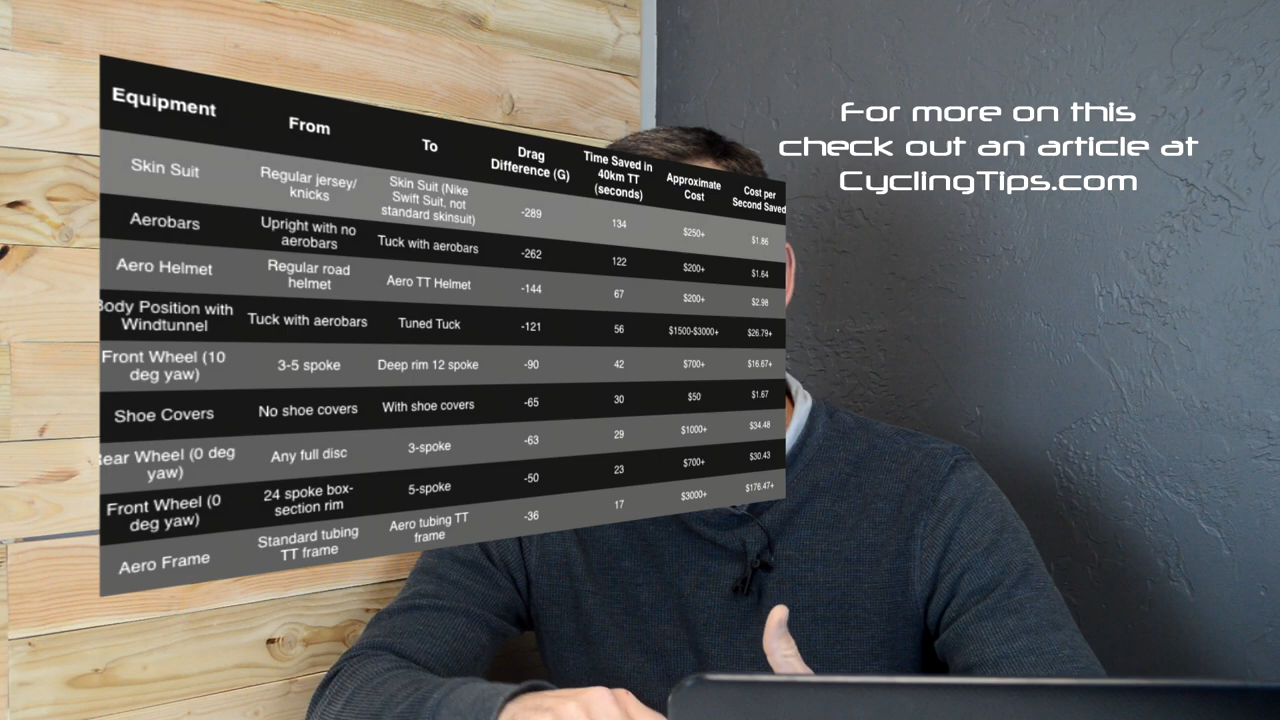 For more on this
check out an article at
CyclingTips.com
Equipment From To Drag Difference (G) Time Saved in 40km TT (seconds) Approximate Cost Cost per Second Saved
Skin Suit Regular jersey/ knicks Skin Suit (Nike Swift Suit, not standard skinsuit) -289 134 $250+ $1.86
Aerobars Upright with no aerobars Tuck with aerobars -262 122 $200+ $1.64
Aero Helmet Regular road helmet Aero TT Helmet -144 67 $200+ $2.98
Body Position with Windtunnel Tuck with aerobars Tuned Tuck -121 56 $1500-$3000+ $26.79+
Front Wheel (10 deg yaw) 3-5 spoke Deep rim 12 spoke -90 42 $700+ $16.67+
Shoe Covers No shoe covers With shoe covers -65 30 $50 $1.67
Rear Wheel (0 deg yaw) Any full disc 3-spoke -63 29 $1000+ $34.48
Front Wheel (0 deg yaw) 24 spoke box-section rim 5-spoke -50 23 $700+ $30.43
Aero Frame Standard tubing TT frame Aero tubing TT frame -36 17 $3000+ $176.47+